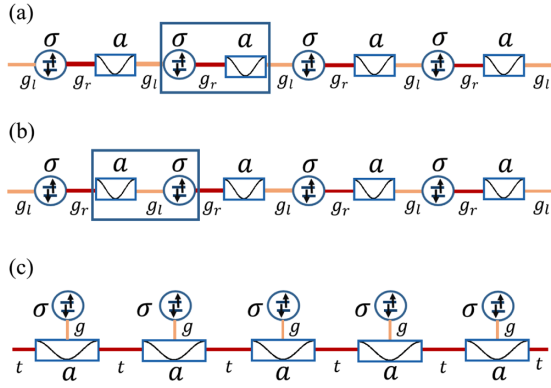 (a)
σ a σ a σ a σ a
g_l g_r g_l g_r g_l g_r g_l g_r g_l
(b)
σ a σ a σ a σ a
g_l g_r g_l g_r g_l g_r g_l g_r g_l
(c)
σ g σ g σ g σ g σ g
t a t a t a t a t a t